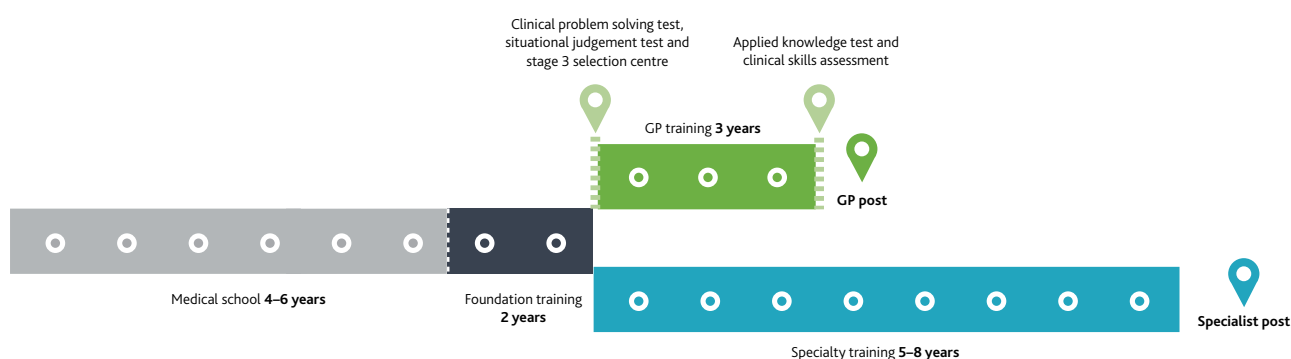 Clinical problem solving test,
situational judgement test and
stage 3 selection centre
Applied knowledge test and
clinical skills assessment
GP training 3 years
GP post
Medical school 4–6 years
Foundation training
2 years
Specialist post
Specialty training 5–8 years